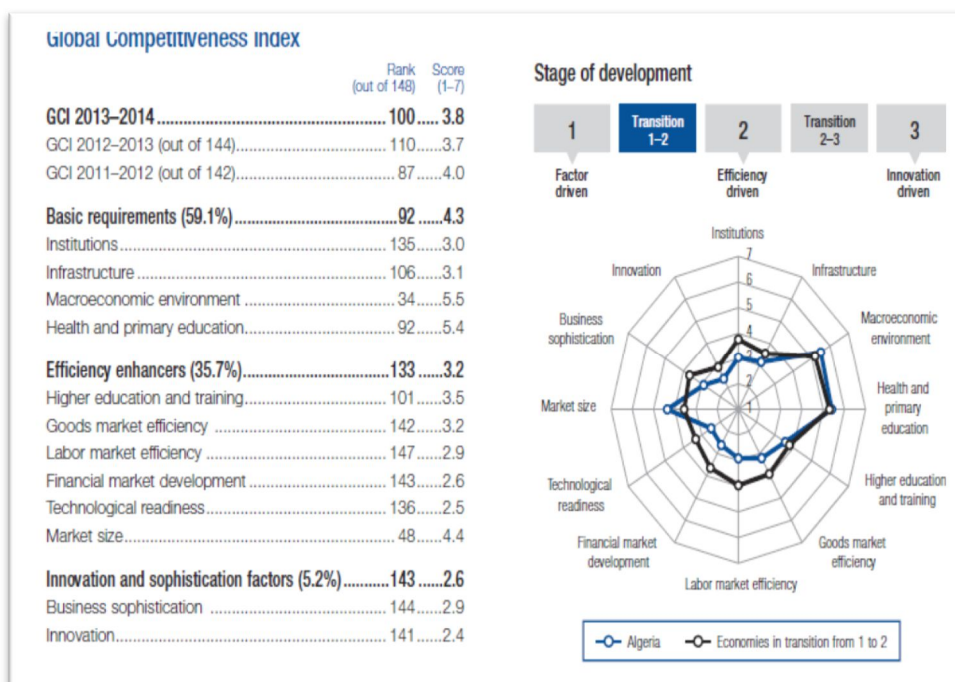 Global Competitiveness Index
Rank Score
(out of 148) (1–7)
GCI 2013–2014 100 3.8
GCI 2012–2013 (out of 144) 110 3.7
GCI 2011–2012 (out of 142) 87 4.0
Basic requirements (59.1%) 92 4.3
Institutions 135 3.0
Infrastructure 106 3.1
Macroeconomic environment 34 5.5
Health and primary education 92 5.4
Efficiency enhancers (35.7%) 133 3.2
Higher education and training 101 3.5
Goods market efficiency 142 3.2
Labor market efficiency 147 2.9
Financial market development 143 2.6
Technological readiness 136 2.5
Market size 48 4.4
Innovation and sophistication factors (5.2%) 143 2.6
Business sophistication 144 2.9
Innovation 141 2.4
Stage of development
1
Transition
1–2
2
Transition
2–3
3
Factor
driven
Efficiency
driven
Innovation
driven
Institutions
Infrastructure
Macroeconomic
environment
Health and
primary
education
Higher education
and training
Goods market
efficiency
Labor market efficiency
Financial market
development
Technological
readiness
Market size
Business
sophistication
Innovation
7
6
5
4
3
2
1
Algeria
Economies in transition from 1 to 2